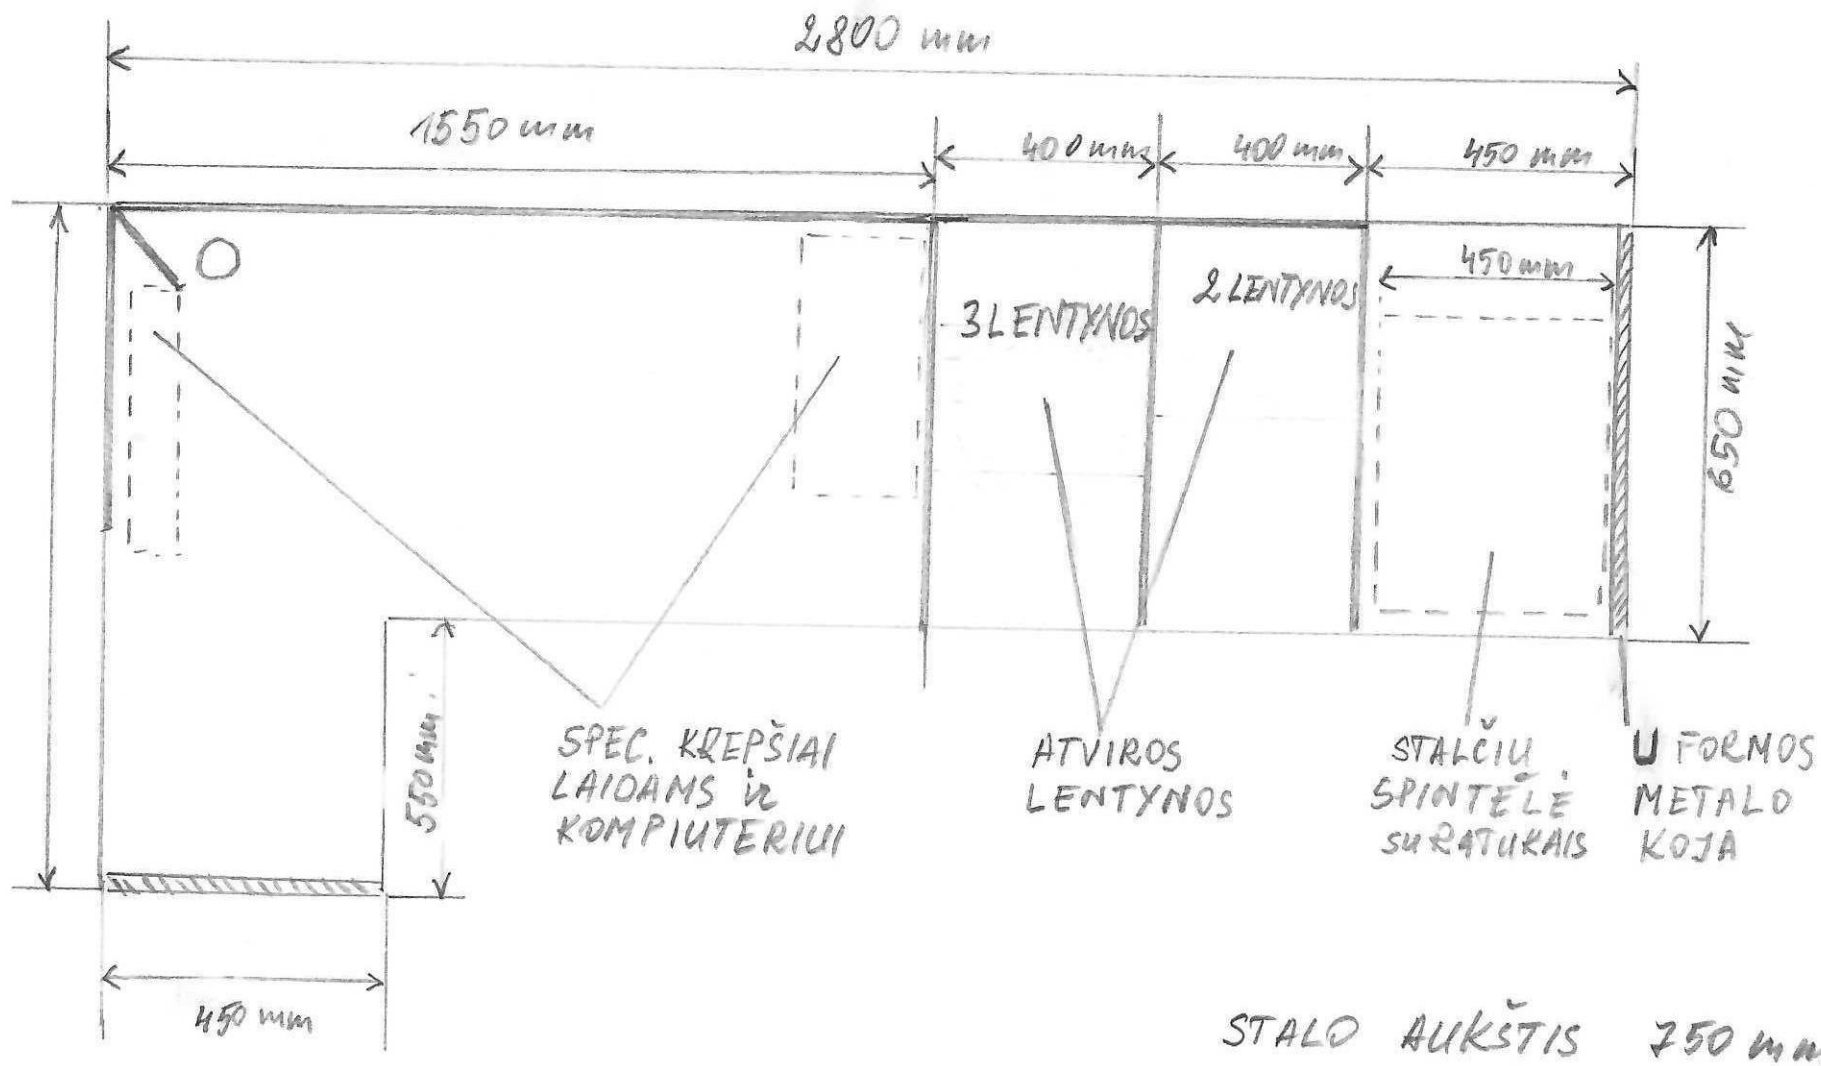 2800 mm
1550 mm
400 mm
400 mm
450 mm
450 mm
2 LENTYNOS
3 LENTYNOS
650 mm
550 mm.
SPEC. KREPŠIAI
LAIDAMS ir
KOMPIUTERIUI
ATVIROS
LENTYNOS
STALČIŲ
SPINTĖLĖ
SU RATUKAIS
U FORMOS
METALO
KOJA
450 mm
STALO AUKŠTIS 750 mm